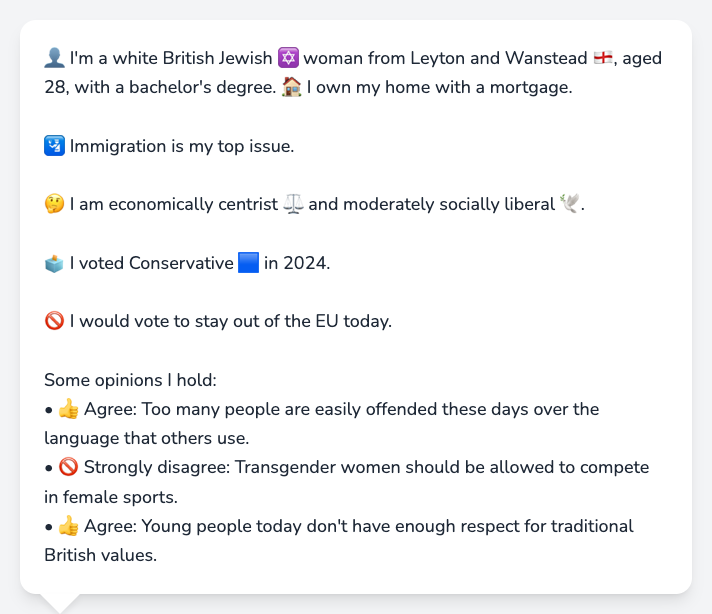 👤 I'm a white British Jewish ✡️ woman from Leyton and Wanstead 🏴󠁧󠁢󠁥󠁮󠁧󠁿, aged
28, with a bachelor's degree. 🏠 I own my home with a mortgage.
🛂 Immigration is my top issue.
🤔 I am economically centrist ⚖️ and moderately socially liberal 🕊️.
🗳️ I voted Conservative 🟦 in 2024.
🚫 I would vote to stay out of the EU today.
Some opinions I hold:
• 👍 Agree: Too many people are easily offended these days over the
language that others use.
• 🚫 Strongly disagree: Transgender women should be allowed to compete
in female sports.
• 👍 Agree: Young people today don't have enough respect for traditional
British values.